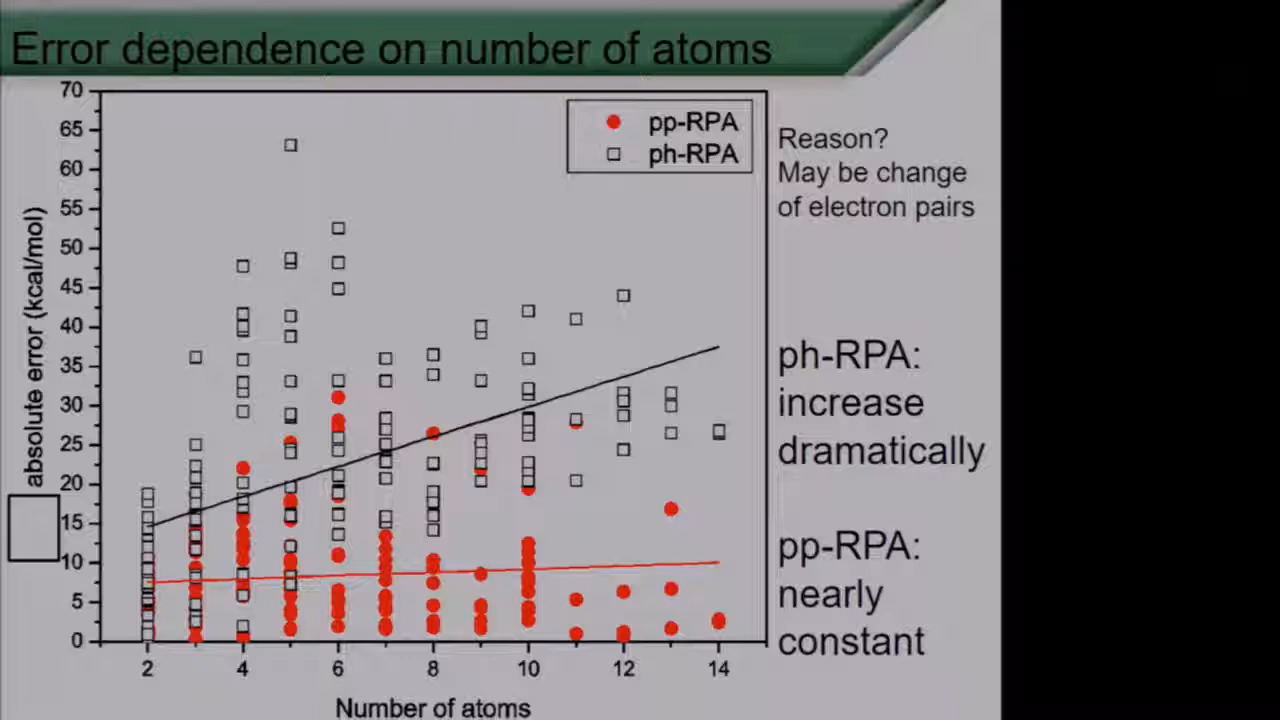 Error dependence on number of atoms
70
65
60
55
50
45
40
35
30
25
20
15
10
5
0
absolute error (kcal/mol)
pp-RPA
ph-RPA
2
4
6
8
10
12
14
Number of atoms
Reason?
May be change
of electron pairs
ph-RPA:
increase
dramatically
pp-RPA:
nearly
constant